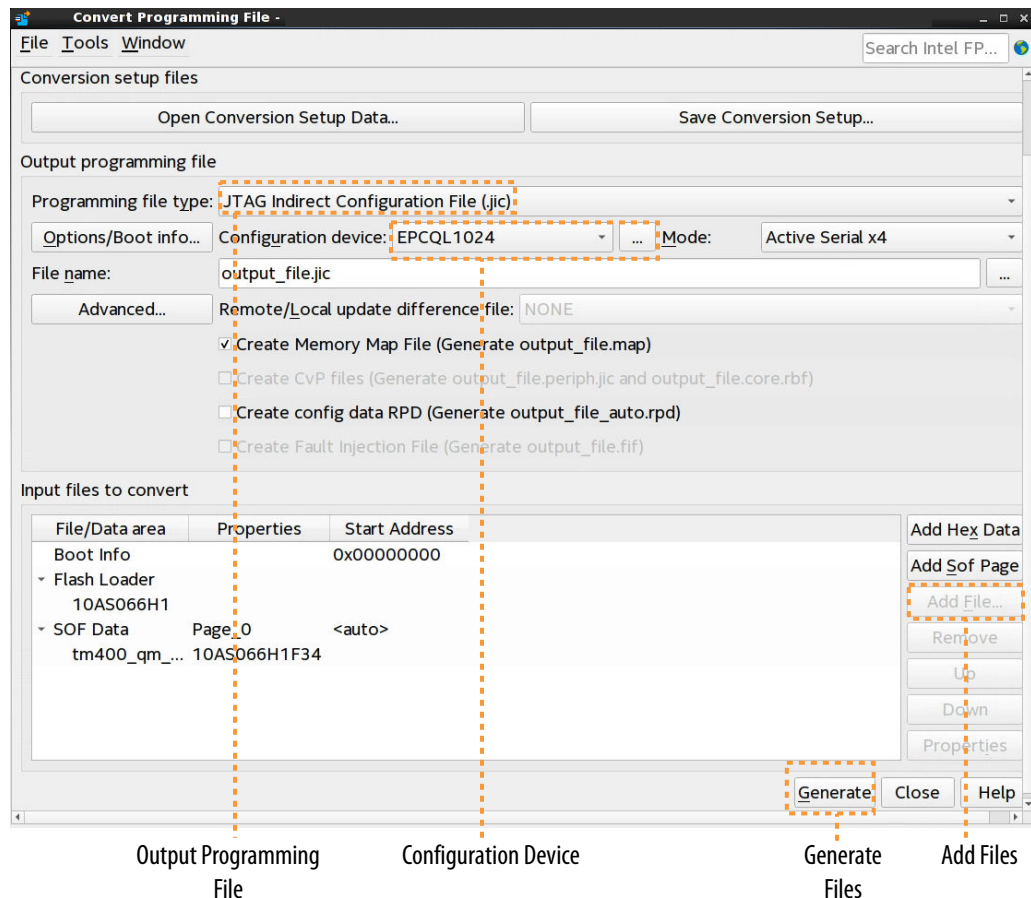 Convert Programming File -
File Tools Window
Search Intel FP...
Conversion setup files
Open Conversion Setup Data...
Save Conversion Setup...
Output programming file
Programming file type: JTAG Indirect Configuration File (.jic)
Options/Boot info... Configuration device: EPCQL1024 ... Mode: Active Serial x4
File name: output_file.jic ...
Advanced... Remote/Local update difference file: NONE
Create Memory Map File (Generate output_file.map)
Create CvP files (Generate output_file.periph.jic and output_file.core.rbf)
Create config data RPD (Generate output_file_auto.rpd)
Create Fault Injection File (Generate output_file.fif)
Input files to convert
File/Data area Properties Start Address
Add Hex Data
Boot Info 0x00000000
Add Sof Page
Flash Loader
10AS066H1
Add File...
SOF Data Page_0 <auto>
Remove
tm400_qm_... 10AS066H1F34
Up
Down
Properties
Generate Close Help
Output Programming File
Configuration Device
Generate Files
Add Files